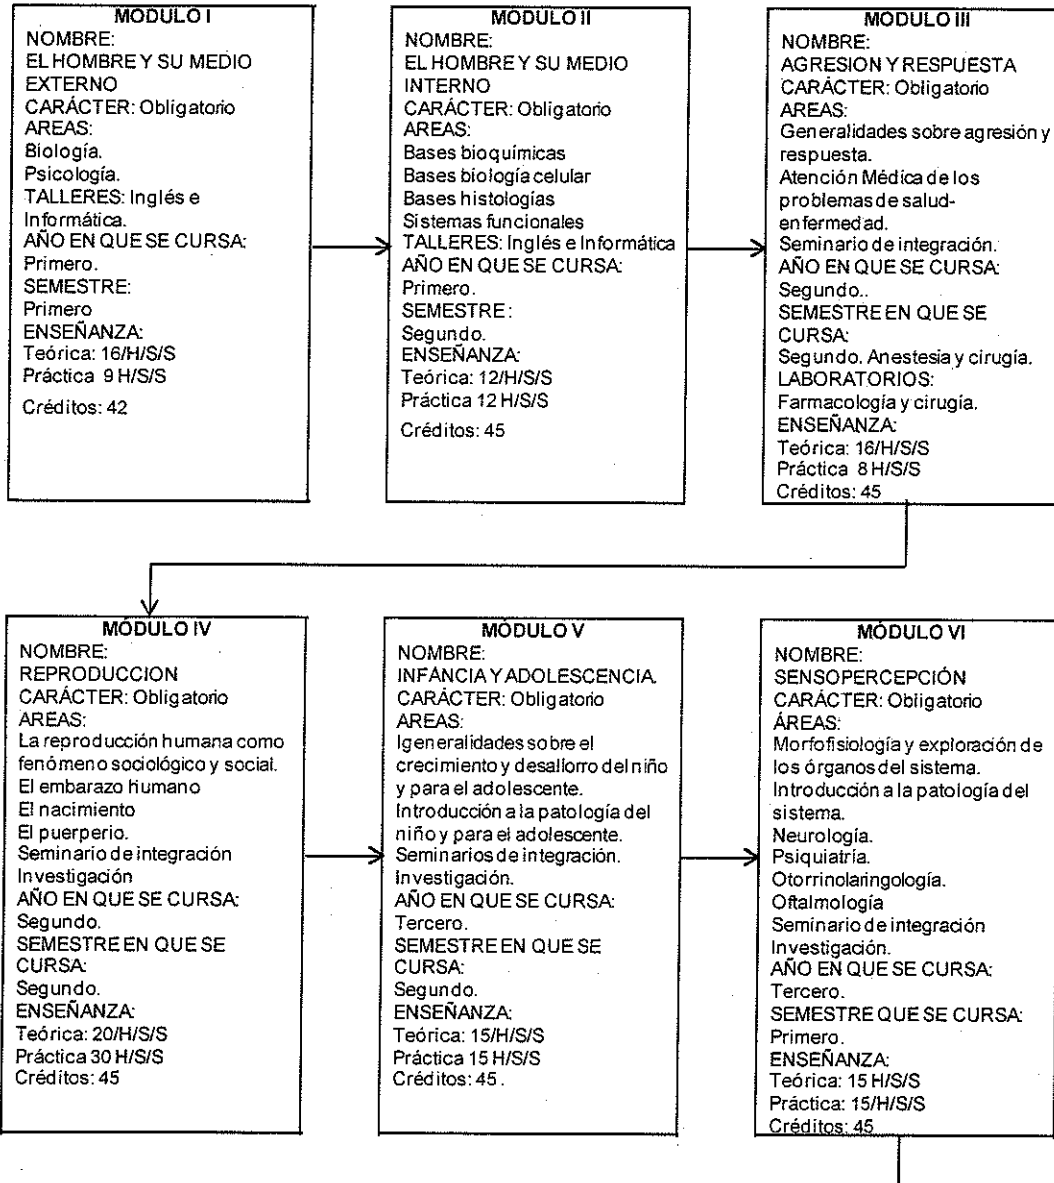 MODULO I
NOMBRE:
EL HOMBRE Y SU MEDIO
EXTERNO
CARÁCTER: Obligatorio
AREAS:
Biología.
Psicología.
TALLERES: Inglés e
Informática.
AÑO EN QUE SE CURSA:
Primero.
SEMESTRE:
Primero
ENSEÑANZA:
Teórica: 16/H/S/S
Práctica 9 H/S/S
Créditos: 42
MODULO II
NOMBRE:
EL HOMBRE Y SU MEDIO
INTERNO
CARÁCTER: Obligatorio
AREAS:
Bases bioquímicas
Bases biología celular
Bases histologías
Sistemas funcionales
TALLERES: Inglés e Informática
AÑO EN QUE SE CURSA:
Primero.
SEMESTRE:
Segundo.
ENSEÑANZA:
Teórica: 12/H/S/S
Práctica 12 H/S/S
Créditos: 45
MODULO III
NOMBRE:
AGRESION Y RESPUESTA
CARÁCTER: Obligatorio
AREAS:
Generalidades sobre agresión y
respuesta.
Atención Médica de los
problemas de salud-
enfermedad.
Seminario de integración.
AÑO EN QUE SE CURSA:
Segundo..
SEMESTRE EN QUE SE
CURSA:
Segundo. Anestesia y cirugía.
LABORATORIOS:
Farmacología y cirugía.
ENSEÑANZA:
Teórica: 16/H/S/S
Práctica 8 H/S/S
Créditos: 45
MÓDULO IV
NOMBRE:
REPRODUCCION
CARÁCTER: Obligatorio
AREAS:
La reproducción humana como
fenómeno sociológico y social.
El embarazo humano
El nacimiento
El puerperio.
Seminario de integración
Investigación
AÑO EN QUE SE CURSA:
Segundo.
SEMESTRE EN QUE SE
CURSA:
Segundo.
ENSEÑANZA:
Teórica: 20/H/S/S
Práctica 30 H/S/S
Créditos: 45
MÓDULO V
NOMBRE:
INFANCIA Y ADOLESCENCIA.
CARÁCTER: Obligatorio
AREAS:
Igeneralidades sobre el
crecimiento y desallorro del niño
y para el adolescente.
Introducción a la patología del
niño y para el adolescente.
Seminarios de integración.
Investigación.
AÑO EN QUE SE CURSA:
Tercero.
SEMESTRE EN QUE SE
CURSA:
Segundo.
ENSEÑANZA:
Teórica: 15/H/S/S
Práctica 15 H/S/S
Créditos: 45.
MÓDULO VI
NOMBRE:
SENSOPERCEPCIÓN
CARÁCTER: Obligatorio
ÁREAS:
Morfofisiología y exploración de
los órganos del sistema.
Introducción a la patología del
sistema.
Neurología.
Psiquiatría.
Otorrinolaringología.
Oftalmología
Seminario de integración
Investigación.
AÑO EN QUE SE CURSA:
Tercero.
SEMESTRE QUE SE CURSA:
Primero.
ENSEÑANZA:
Teórica: 15 H/S/S
Práctica: 15/H/S/S
Créditos: 45